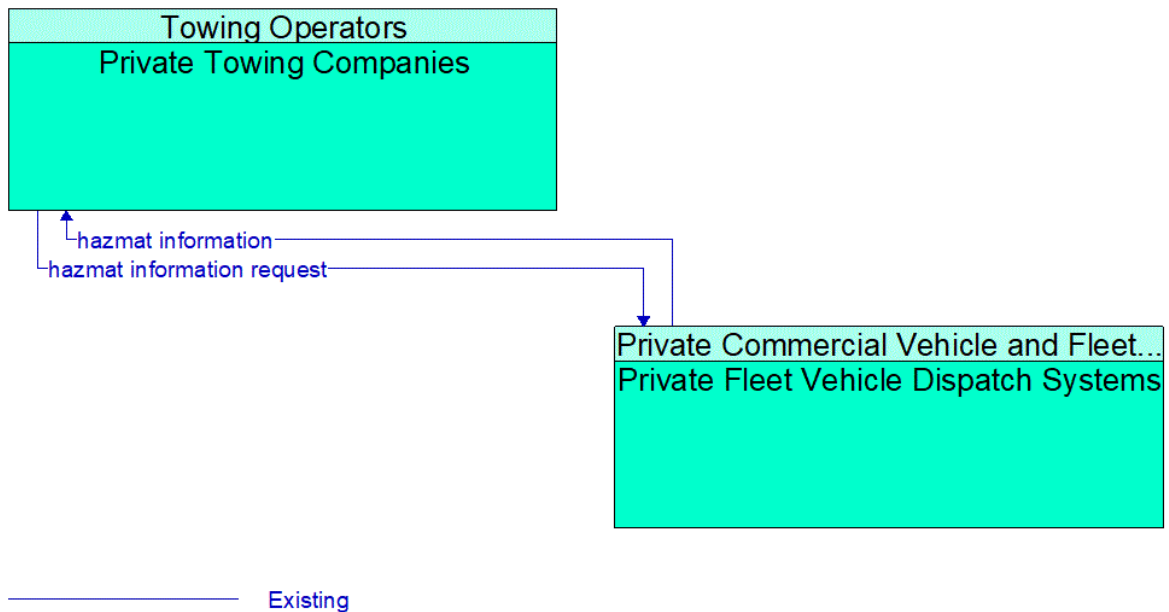 Towing Operators
Private Towing Companies
hazmat information
hazmat information request
Private Commercial Vehicle and Fleet...
Private Fleet Vehicle Dispatch Systems
Existing